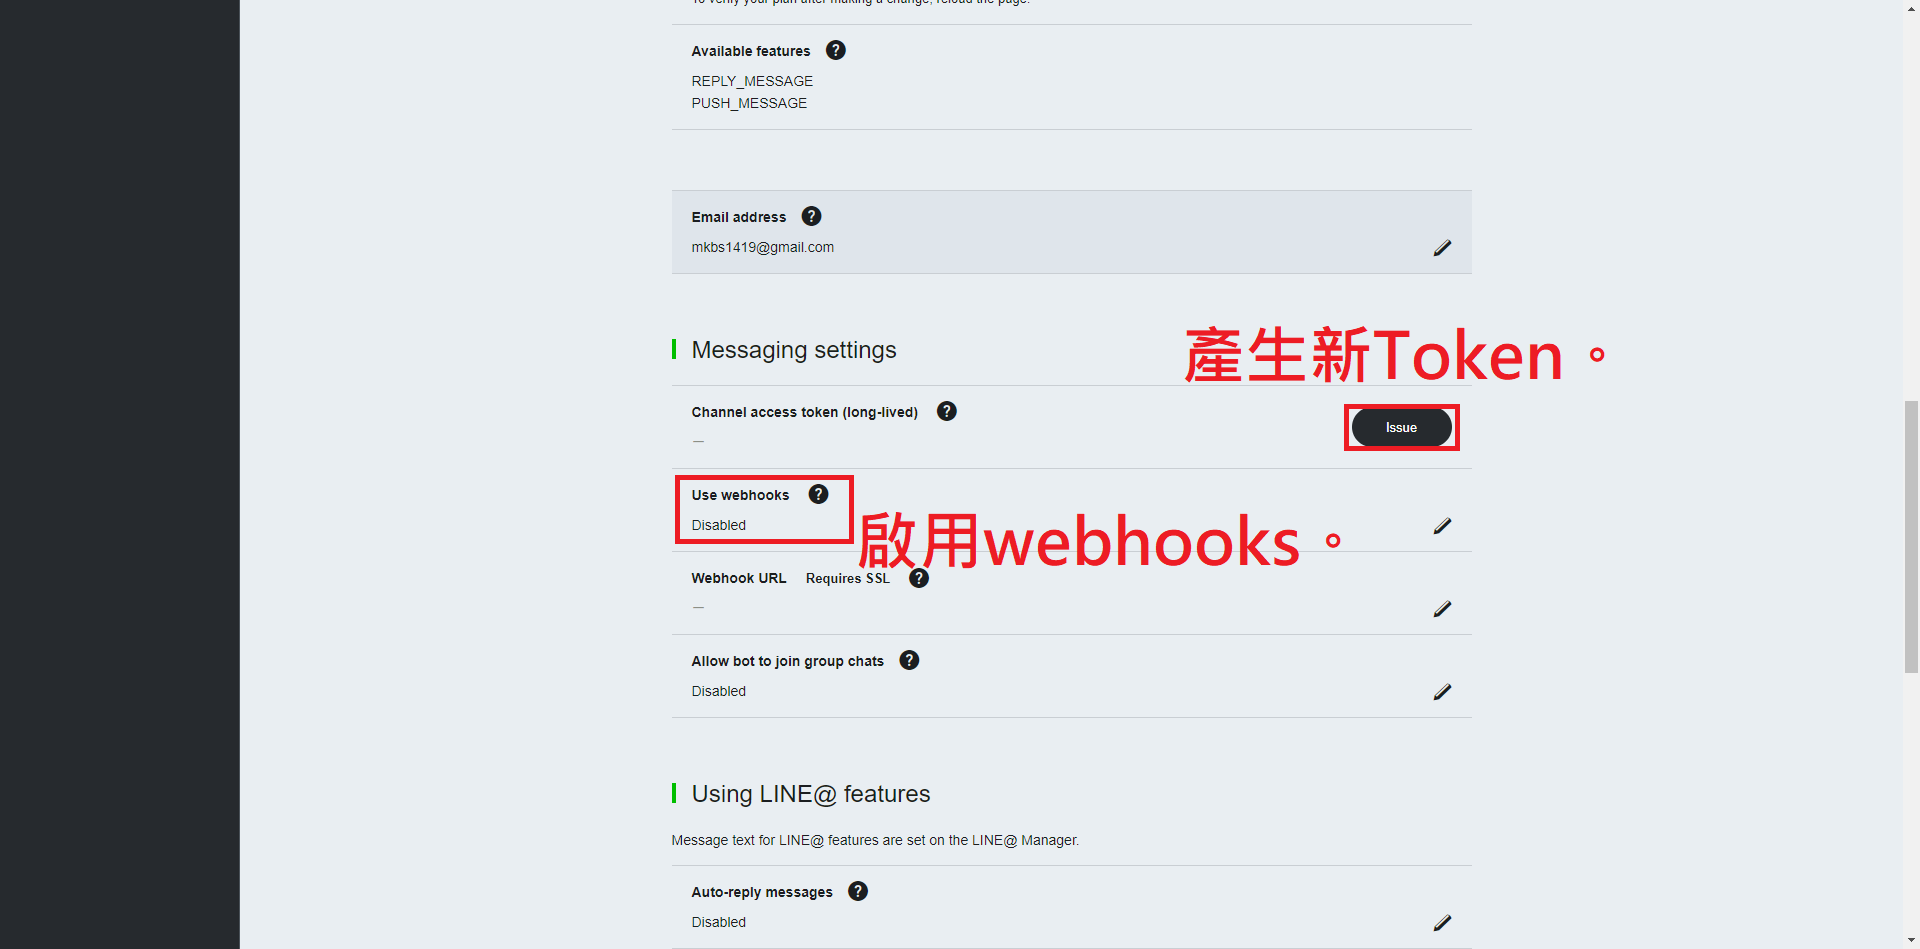 To verify your plan after making a change, reload the page.
Available features ?
REPLY_MESSAGE
PUSH_MESSAGE
Email address ?
mkbs1419@gmail.com
Messaging settings
產生新Token。
Channel access token (long-lived) ?
—
Issue
Use webhooks ?
Disabled
啟用webhooks。
Webhook URL Requires SSL ?
—
Allow bot to join group chats ?
Disabled
Using LINE@ features
Message text for LINE@ features are set on the LINE@ Manager.
Auto-reply messages ?
Disabled